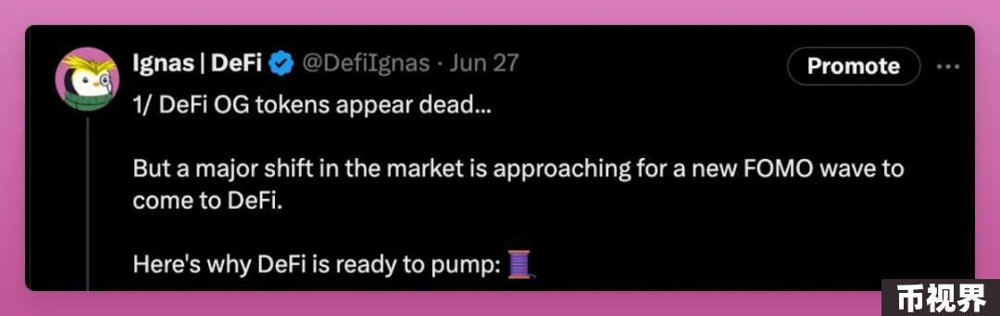 Ignas | DeFi @DefiIgnas · Jun 27
Promote
1/ DeFi OG tokens appear dead...
But a major shift in the market is approaching for a new FOMO wave to
come to DeFi.
Here's why DeFi is ready to pump: 🧵
币视界